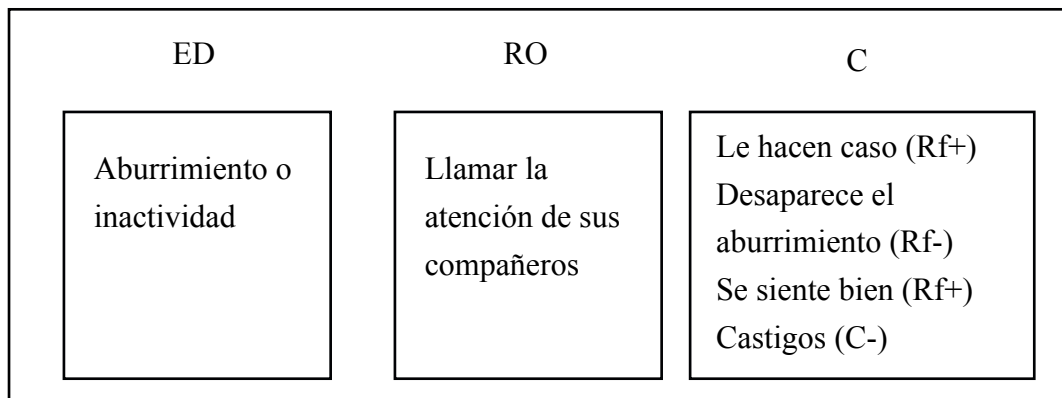 ED
RO
C
Aburrimiento o
inactividad
Llamar la
atención de sus
compañeros
Le hacen caso (Rf+)
Desaparece el
aburrimiento (Rf-)
Se siente bien (Rf+)
Castigos (C-)